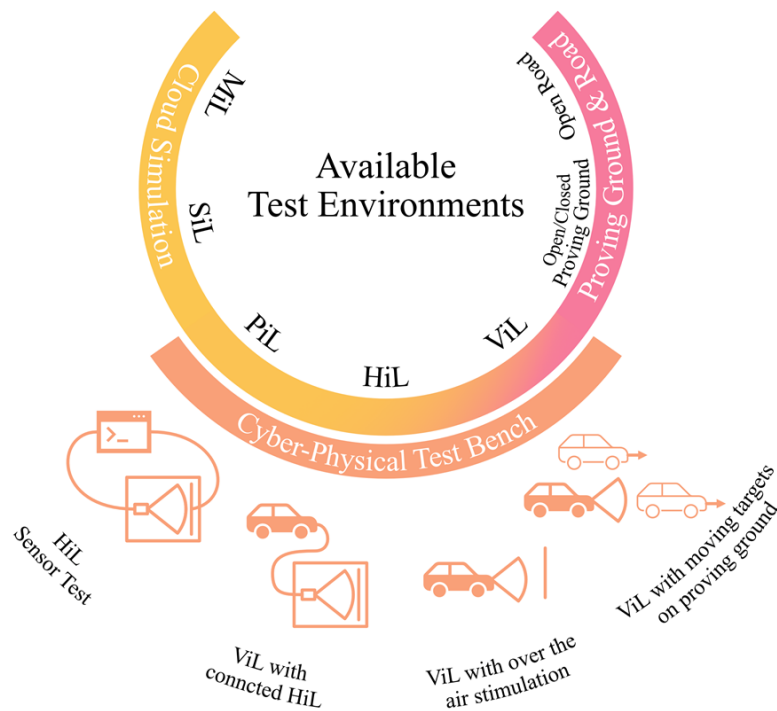 Available
Test Environments
Cloud Simulation
MiL
SiL
PiL
HiL
ViL
Open/Closed
Proving Ground
Open Road
Proving Ground & Road
Cyber-Physical Test Bench
>_
HiL
Sensor Test
ViL with
conncted HiL
ViL with over the
air stimulation
ViL with moving targets
on proving ground